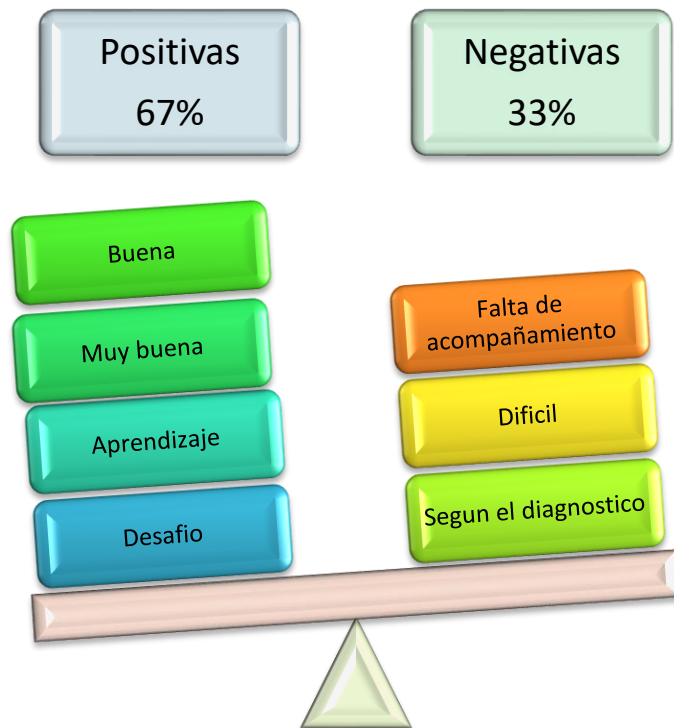 Positivas
67%
Negativas
33%
Buena
Muy buena
Aprendizaje
Desafio
Falta de
acompañamiento
Dificil
Segun el diagnostico